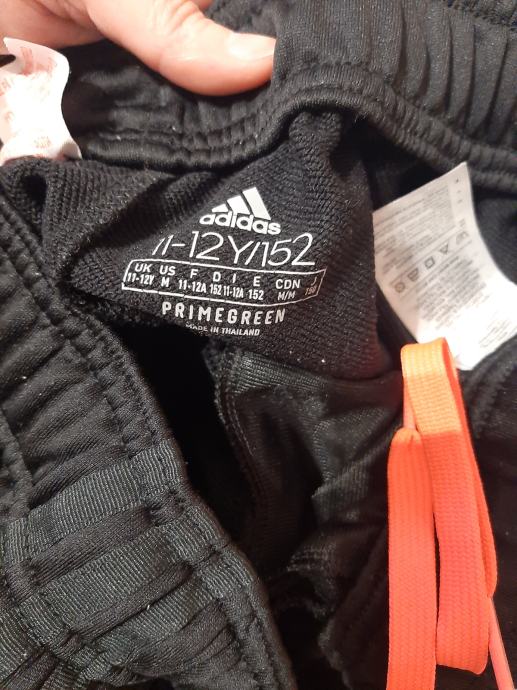 adidas
11-12Y/152
UK US F D I E CDN J
11-12Y M 11-12A 152 11-12A 152 M/M 150
PRIMEGREEN
MADE IN THAILAND